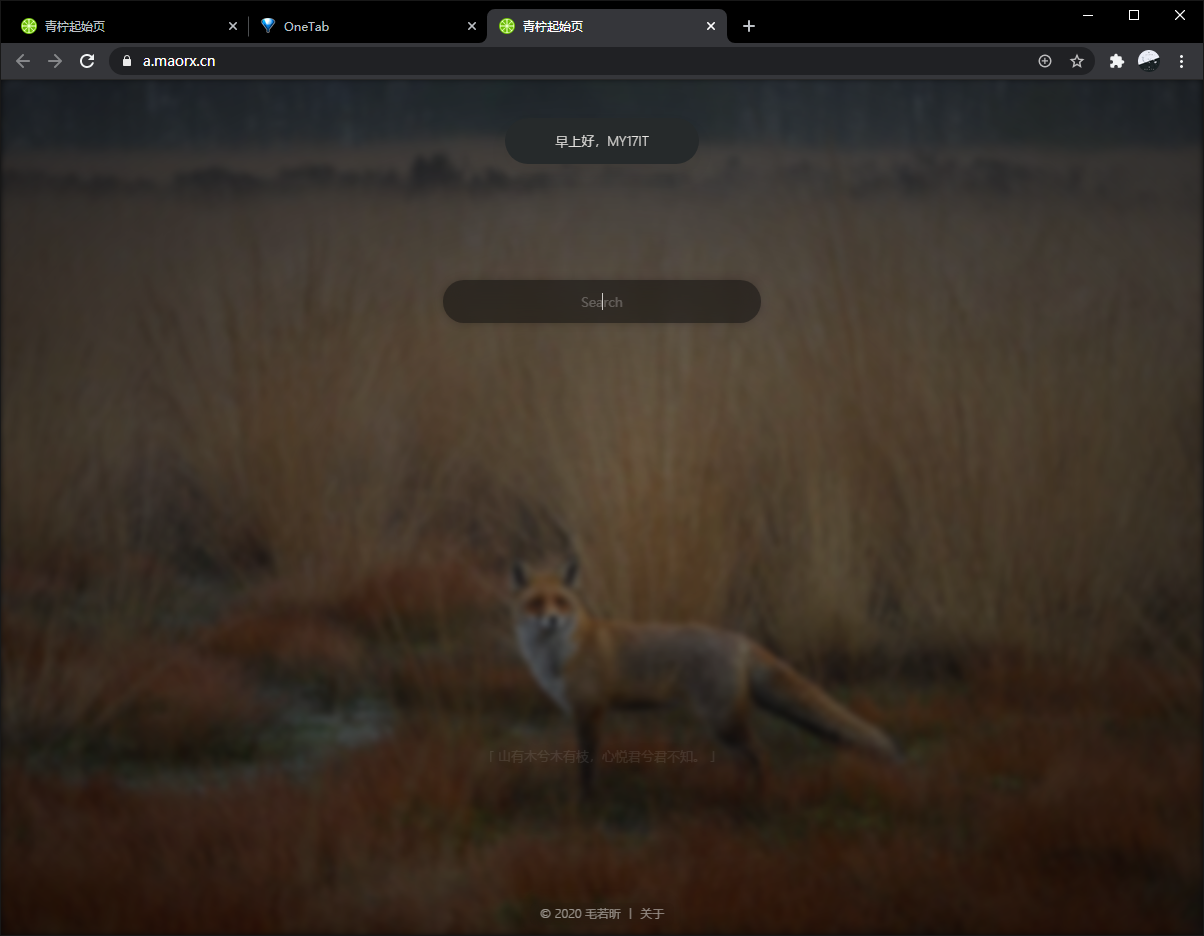 青柠起始页
OneTab
青柠起始页
a.maorx.cn
早上好，MY17IT
Search
「 山有木兮木有枝，心悦君兮君不知。 」
© 2020 毛若昕 | 关于